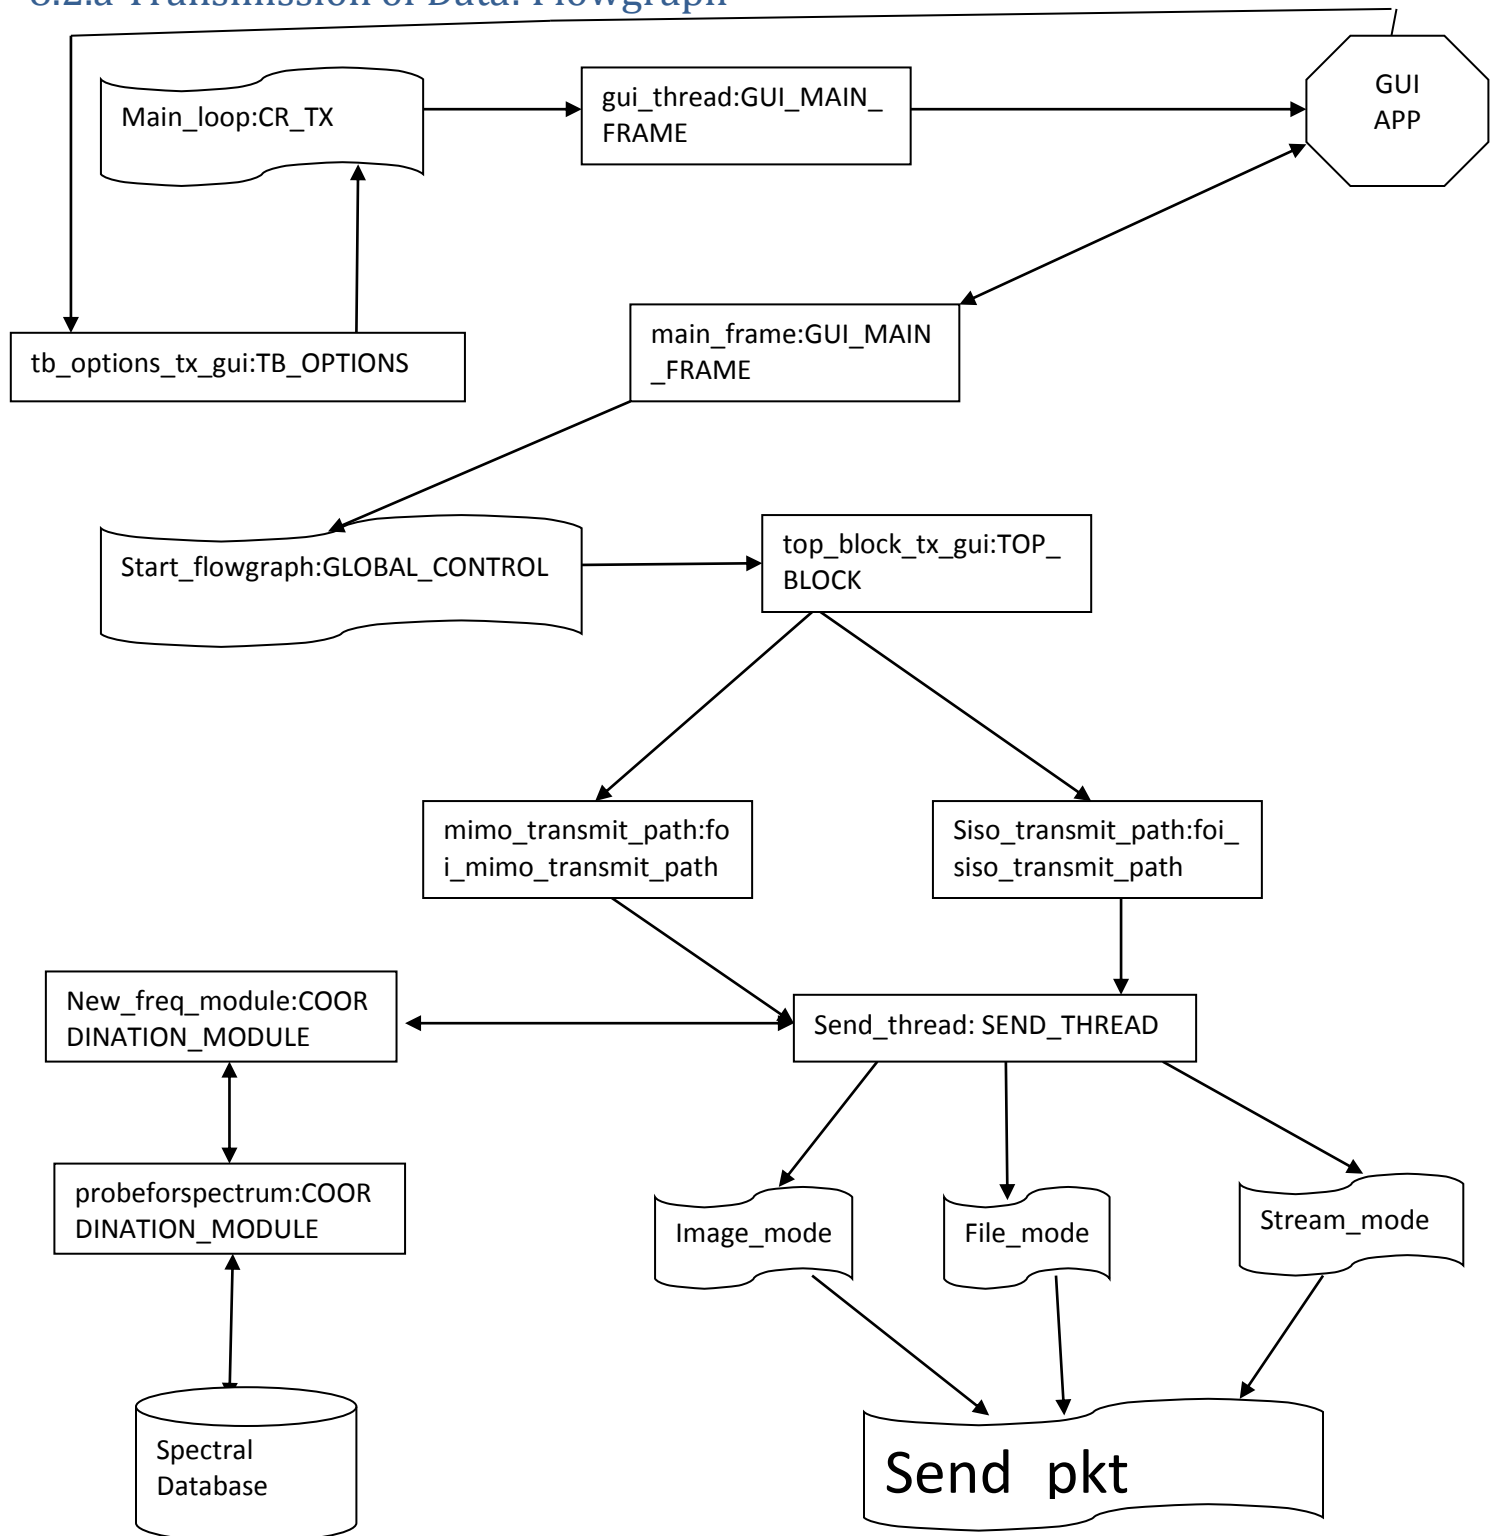 8.2.a Transmission of Data: Flowgraph
GUI
APP
Main_loop:CR_TX
gui_thread:GUI_MAIN_
FRAME
tb_options_tx_gui:TB_OPTIONS
main_frame:GUI_MAIN
_FRAME
Start_flowgraph:GLOBAL_CONTROL
top_block_tx_gui:TOP_
BLOCK
mimo_transmit_path:fo
i_mimo_transmit_path
Siso_transmit_path:foi_
siso_transmit_path
New_freq_module:COOR
DINATION_MODULE
Send_thread: SEND_THREAD
probeforspectrum:COOR
DINATION_MODULE
Image_mode
File_mode
Stream_mode
Spectral
Database
Send pkt